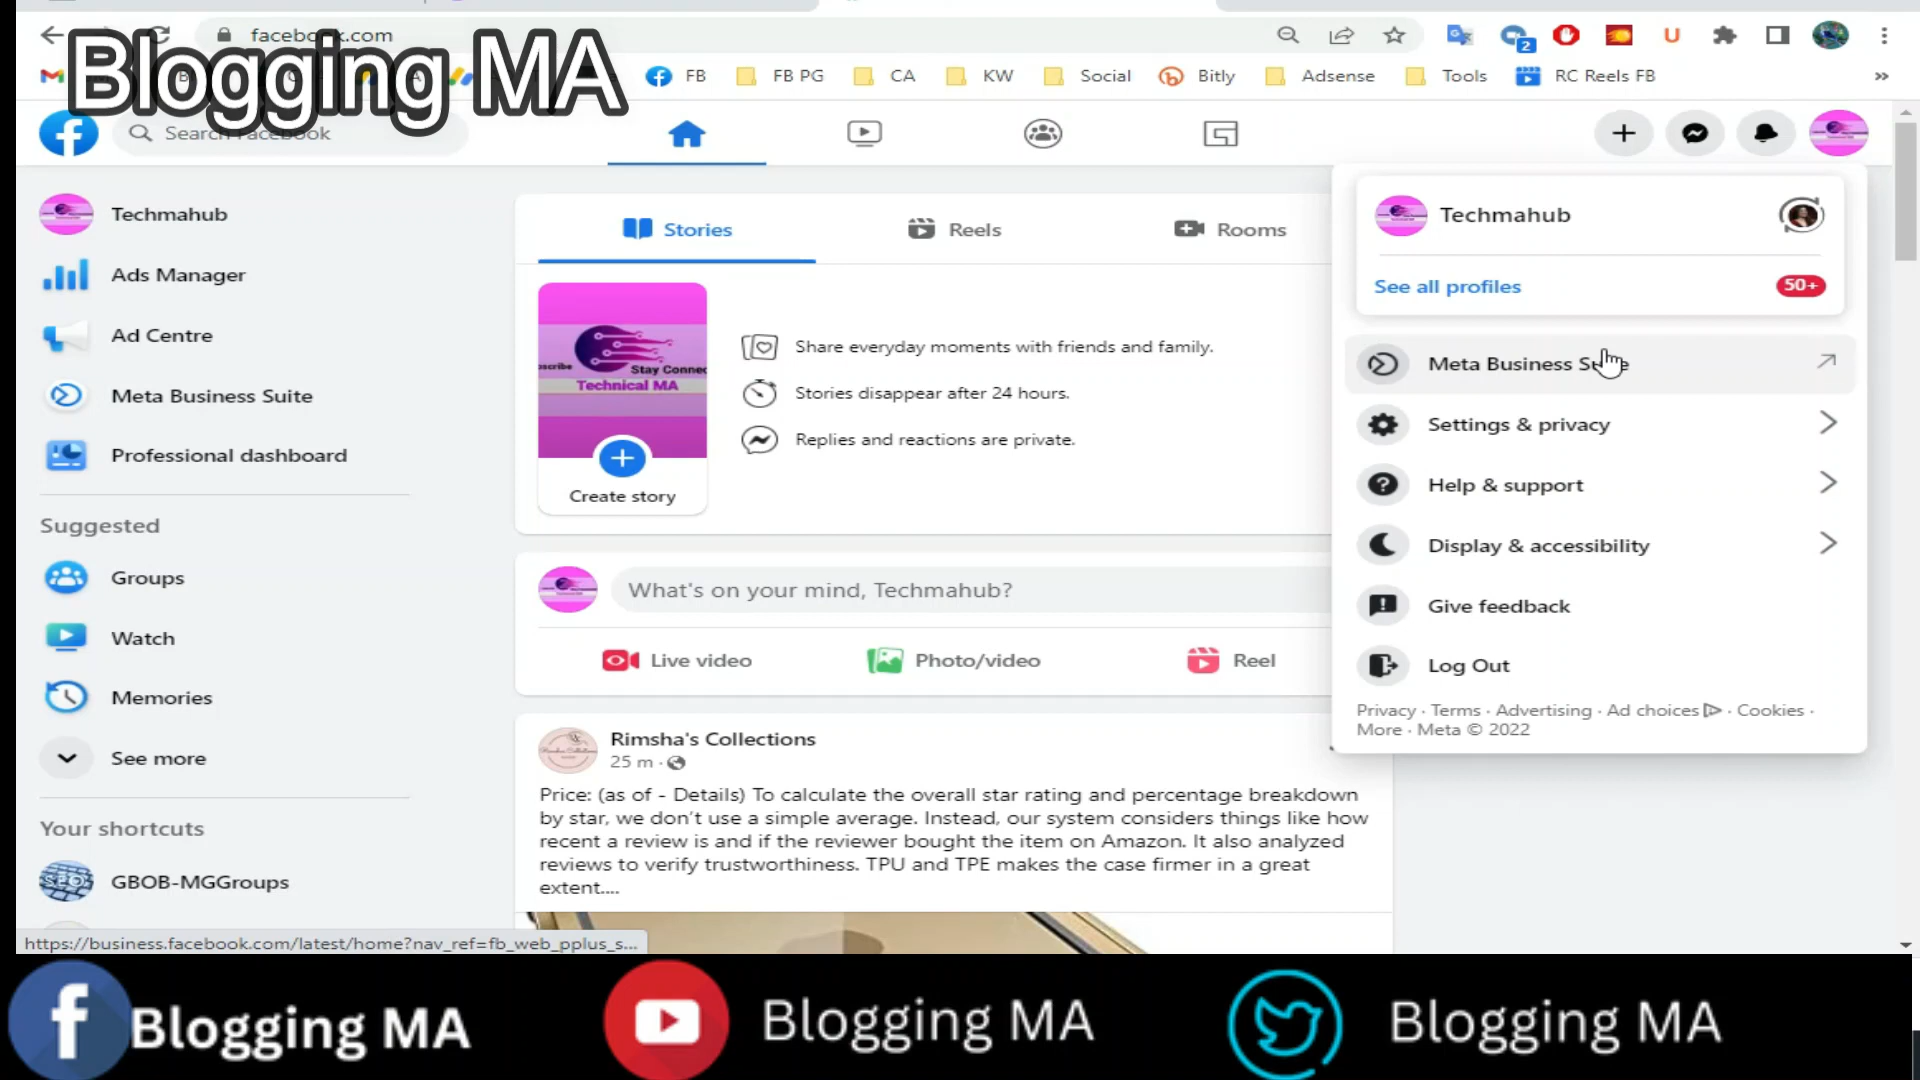 facebook.com
Blogging MA
FB
FB PG
CA
KW
Social
Bitly
Adsense
Tools
RC Reels FB
»
2
Search Facebook
Techmahub
Ads Manager
Ad Centre
Meta Business Suite
Professional dashboard
Suggested
Groups
Watch
Memories
See more
Your shortcuts
SEO
GBOB-MGGroups
https://business.facebook.com/latest/home?nav_ref=fb_web_pplus_s...
Stories
Reels
Rooms
Stay Connec
Technical MA
Create story
Share everyday moments with friends and family.
Stories disappear after 24 hours.
Replies and reactions are private.
What's on your mind, Techmahub?
Live video
Photo/video
Reel
Rimsha's Collections
25 m ·
Price: (as of - Details) To calculate the overall star rating and percentage breakdown
by star, we don't use a simple average. Instead, our system considers things like how
recent a review is and if the reviewer bought the item on Amazon. It also analyzed
reviews to verify trustworthiness. TPU and TPE makes the case firmer in a great
extent....
Techmahub
See all profiles
50+
Meta Business Suite
Settings & privacy
Help & support
Display & accessibility
Give feedback
Log Out
Privacy · Terms · Advertising · Ad choices · Cookies ·
More · Meta © 2022
Blogging MA
Blogging MA
Blogging MA